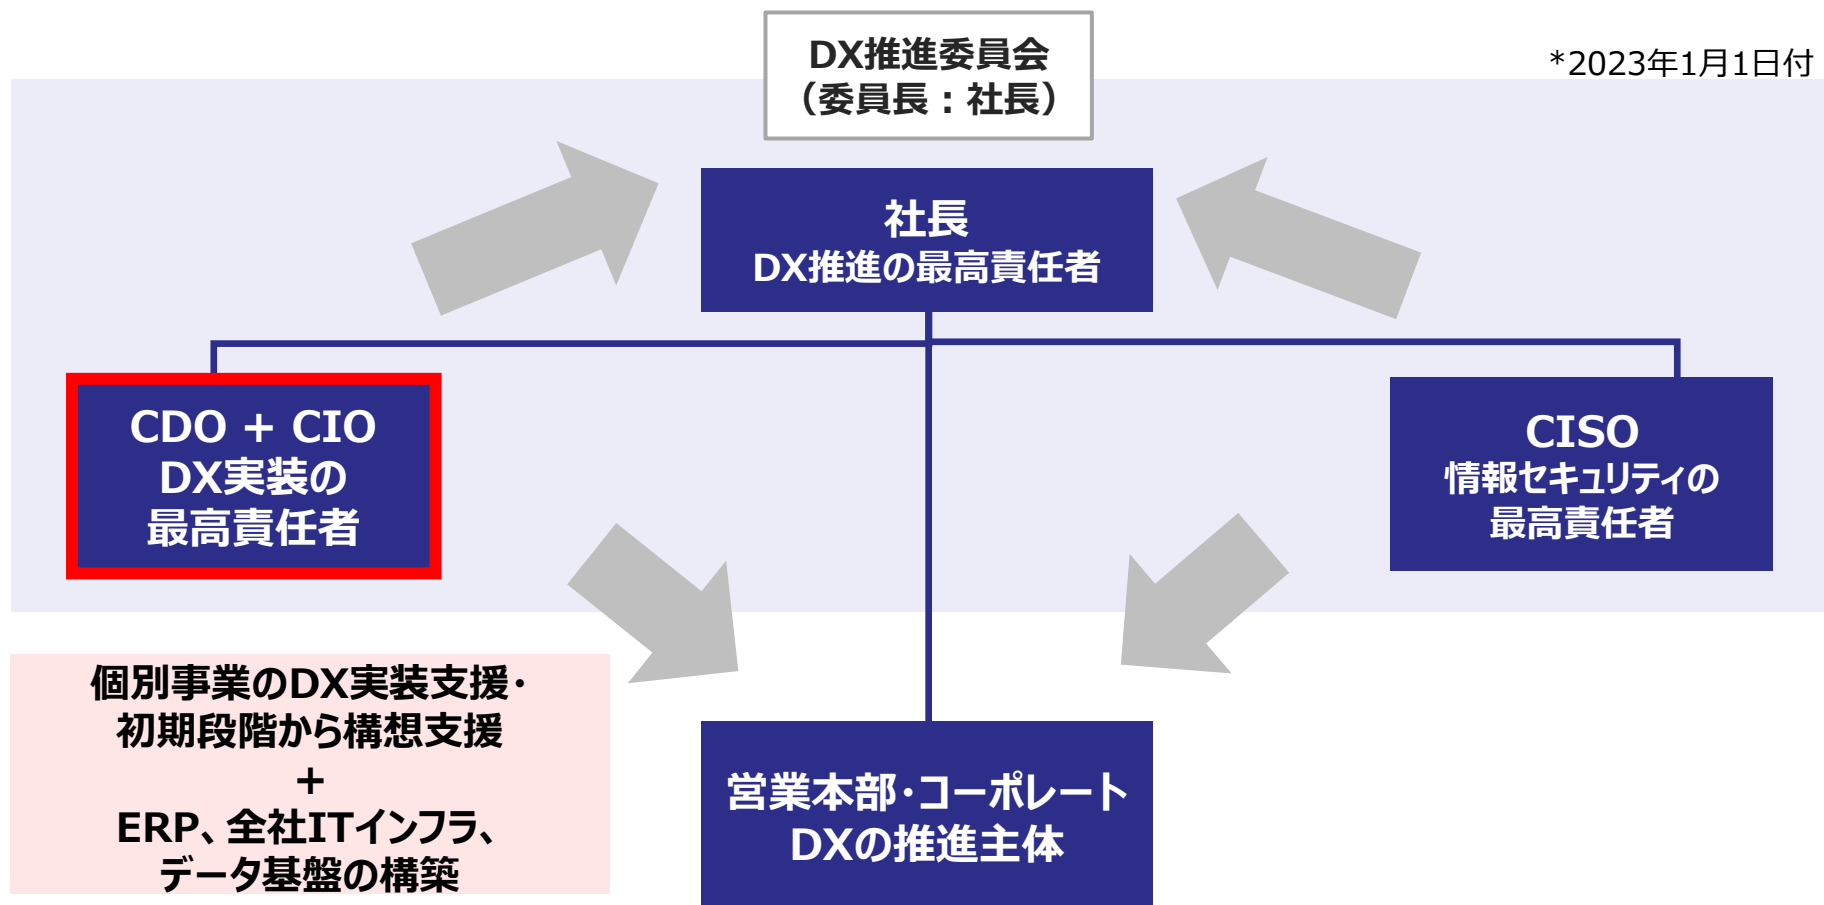 DX推進委員会
（委員長：社長）
*2023年1月1日付
社長
DX推進の最高責任者
CDO + CIO
DX実装の
最高責任者
CISO
情報セキュリティの
最高責任者
個別事業のDX実装支援・
初期段階から構想支援
+
ERP、全社ITインフラ、
データ基盤の構築
営業本部・コーポレート
DXの推進主体